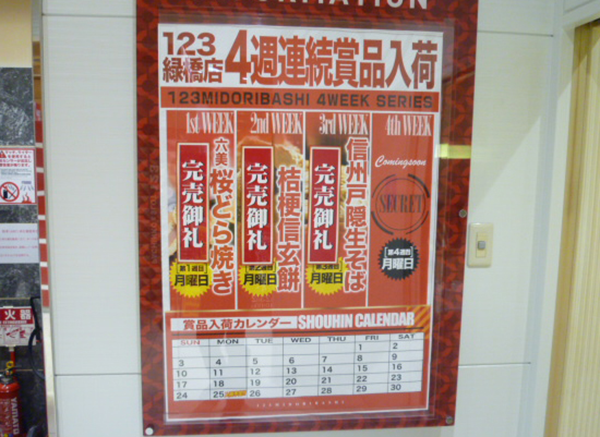 INFORMATION
123
緑橋店
4週連続賞品入荷
123MIDORIBASHI 4WEEK SERIES
1st WEEK
六美
桜どら焼き
完売御礼
第1週目
月曜日
2nd WEEK
桔梗信玄餅
完売御礼
第2週目
月曜日
3rd WEEK
信州戸隠生そば
完売御礼
第3週目
月曜日
4th WEEK
Comingsoon
SECRET
第4週目
月曜日
賞品入荷カレンダー SHOUHIN CALENDAR
SUN MON TUE WED THU FRI SAT
1 2
3 4 5 6 7 8 9
10 11 12 13 14 15 16
17 18 19 20 21 22 23
24 25 26 27 28 29 30
火器
YAMATO